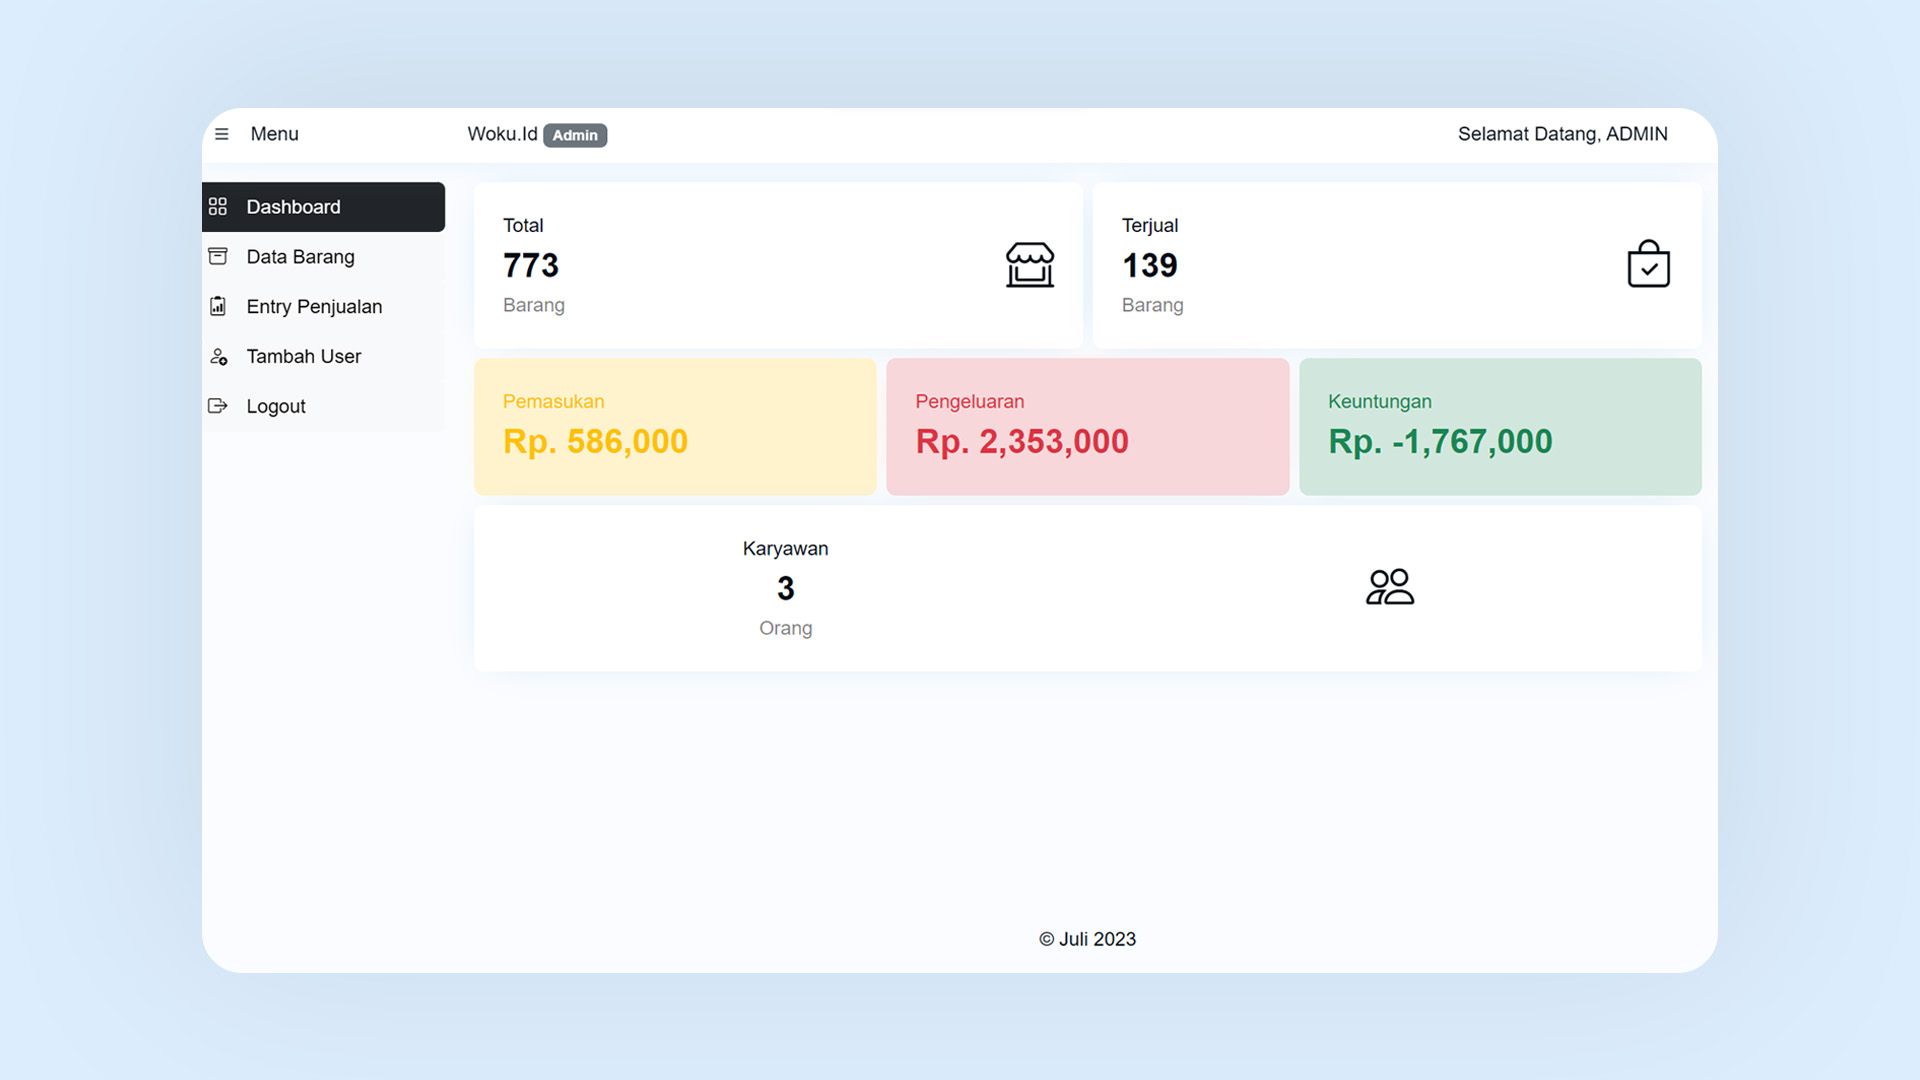 Menu
Woku.Id Admin
Selamat Datang, ADMIN
Dashboard
Data Barang
Entry Penjualan
Tambah User
Logout
Total
773
Barang
Terjual
139
Barang
Pemasukan
Rp. 586,000
Pengeluaran
Rp. 2,353,000
Keuntungan
Rp. -1,767,000
Karyawan
3
Orang
© Juli 2023